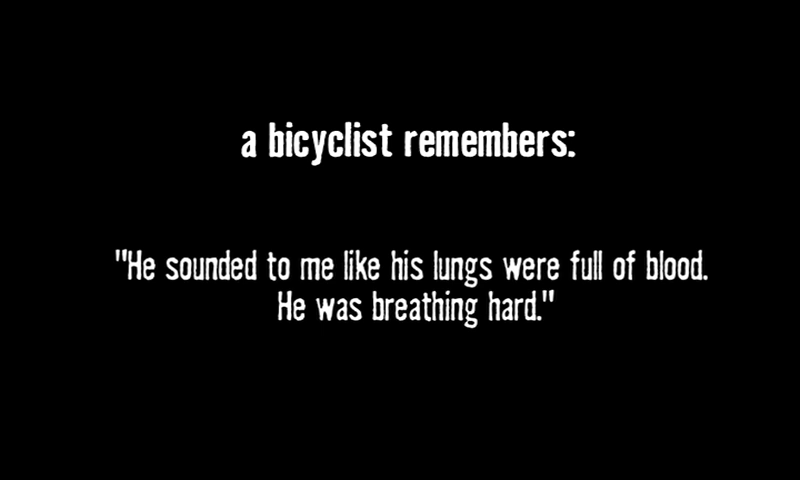 a bicyclist remembers:
"He sounded to me like his lungs were full of blood.
He was breathing hard."